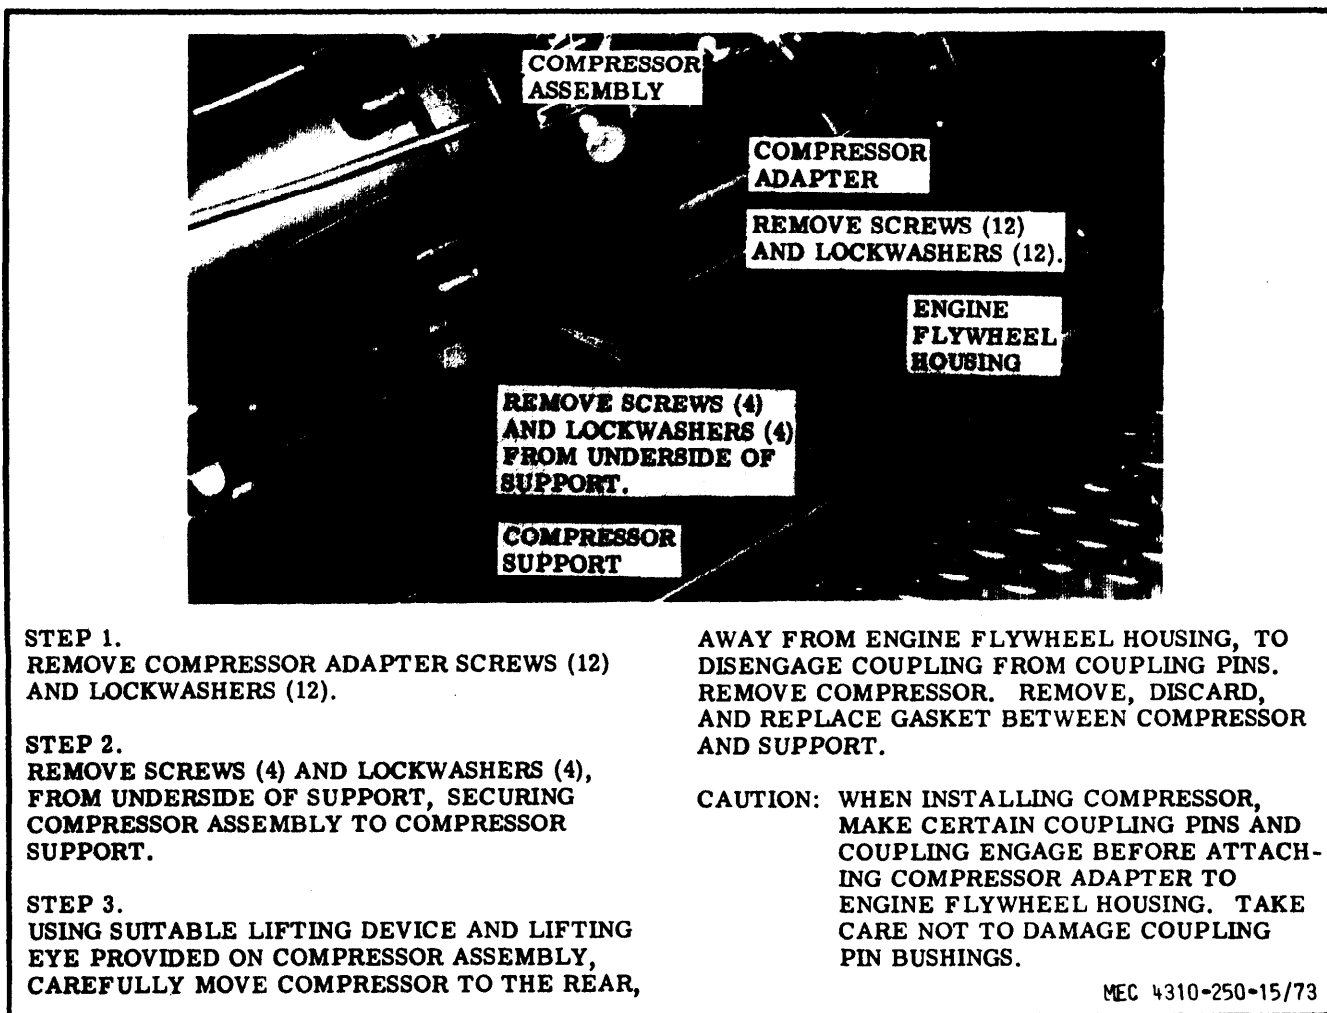 COMPRESSOR
ASSEMBLY
COMPRESSOR
ADAPTER
REMOVE SCREWS (12)
AND LOCKWASHERS (12).
ENGINE
FLYWHEEL
HOUSING
REMOVE SCREWS (4)
AND LOCKWASHERS (4)
FROM UNDERSIDE OF
SUPPORT.
COMPRESSOR
SUPPORT
STEP 1.
REMOVE COMPRESSOR ADAPTER SCREWS (12)
AND LOCKWASHERS (12).
STEP 2.
REMOVE SCREWS (4) AND LOCKWASHERS (4),
FROM UNDERSIDE OF SUPPORT, SECURING
COMPRESSOR ASSEMBLY TO COMPRESSOR
SUPPORT.
STEP 3.
USING SUITABLE LIFTING DEVICE AND LIFTING
EYE PROVIDED ON COMPRESSOR ASSEMBLY,
CAREFULLY MOVE COMPRESSOR TO THE REAR,
AWAY FROM ENGINE FLYWHEEL HOUSING, TO
DISENGAGE COUPLING FROM COUPLING PINS.
REMOVE COMPRESSOR. REMOVE, DISCARD,
AND REPLACE GASKET BETWEEN COMPRESSOR
AND SUPPORT.
CAUTION: WHEN INSTALLING COMPRESSOR,
MAKE CERTAIN COUPLING PINS AND
COUPLING ENGAGE BEFORE ATTACH-
ING COMPRESSOR ADAPTER TO
ENGINE FLYWHEEL HOUSING. TAKE
CARE NOT TO DAMAGE COUPLING
PIN BUSHINGS.
MEC 4310-250-15/73